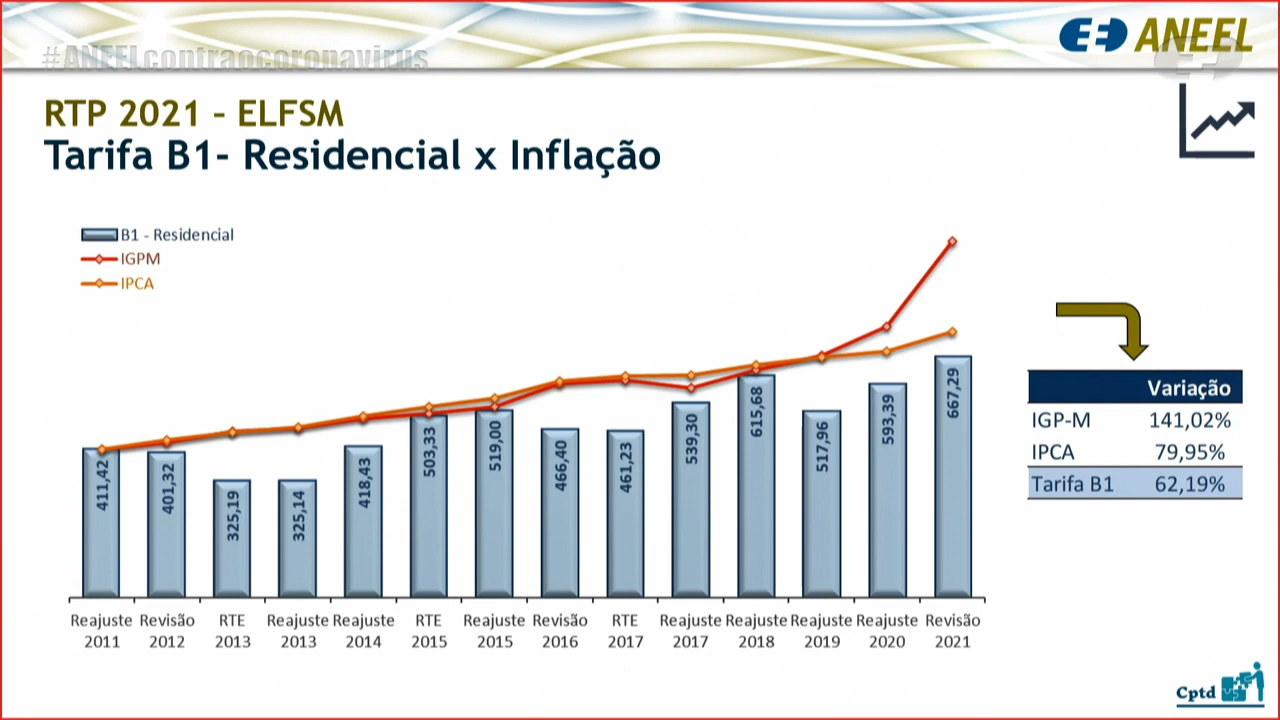 #ANEELcontraocoronavirus
ANEEL
RTP 2021 – ELFSM
Tarifa B1- Residencial x Inflação
B1 - Residencial
IGPM
IPCA
411,42
401,32
325,19
325,14
418,43
503,33
519,00
466,40
461,23
539,30
615,68
517,96
593,39
667,29
Reajuste 2011
Revisão 2012
RTE 2013
Reajuste 2013
Reajuste 2014
RTE 2015
Reajuste 2015
Revisão 2016
RTE 2017
Reajuste 2017
Reajuste 2018
Reajuste 2019
Reajuste 2020
Revisão 2021
Variação
IGP-M 141,02%
IPCA 79,95%
Tarifa B1 62,19%
Cptd